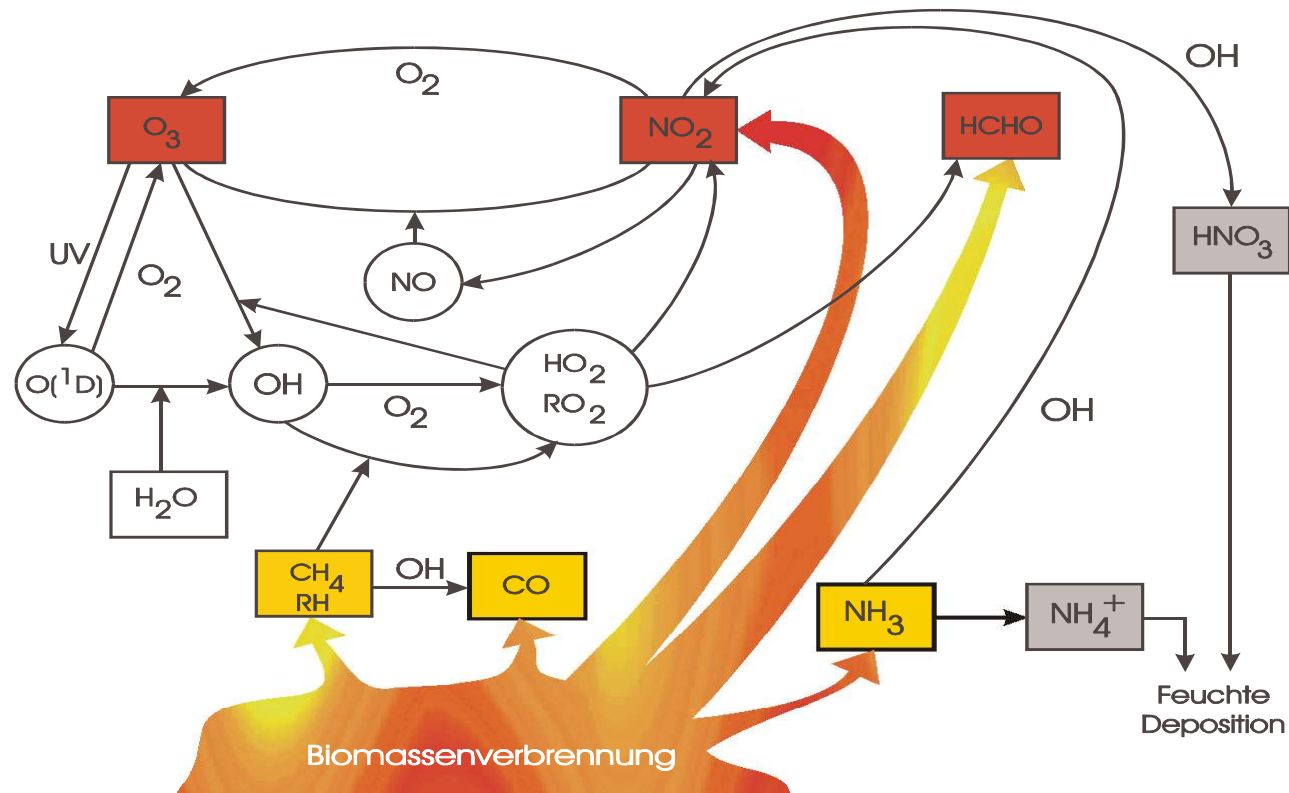 O₂
OH
O₃
NO₂
HCHO
HNO₃
UV
O₂
NO
O(¹D)
OH
O₂
HO₂
RO₂
OH
H₂O
CH₄
RH
OH
CO
NH₃
NH₄⁺
Feuchte
Deposition
Biomassenverbrennung